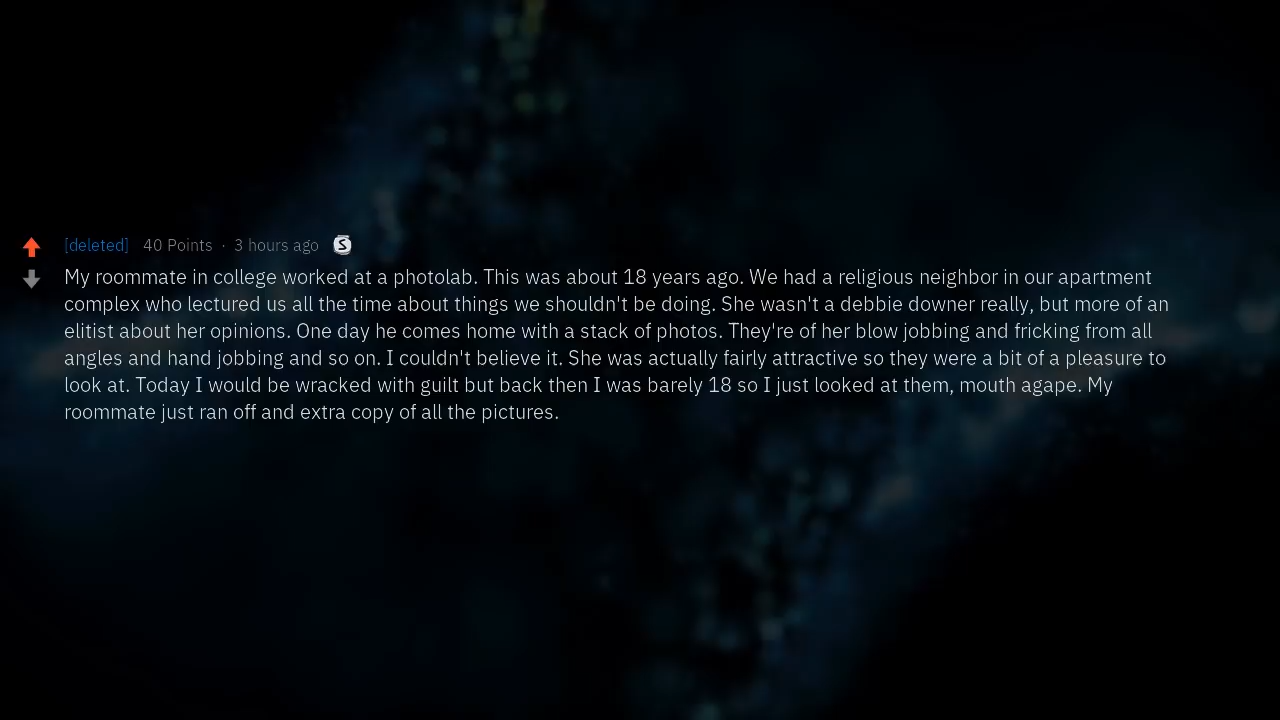 [deleted] 40 Points · 3 hours ago S
My roommate in college worked at a photolab. This was about 18 years ago. We had a religious neighbor in our apartment
complex who lectured us all the time about things we shouldn't be doing. She wasn't a debbie downer really, but more of an
elitist about her opinions. One day he comes home with a stack of photos. They're of her blow jobbing and fricking from all
angles and hand jobbing and so on. I couldn't believe it. She was actually fairly attractive so they were a bit of a pleasure to
look at. Today I would be wracked with guilt but back then I was barely 18 so I just looked at them, mouth agape. My
roommate just ran off and extra copy of all the pictures.